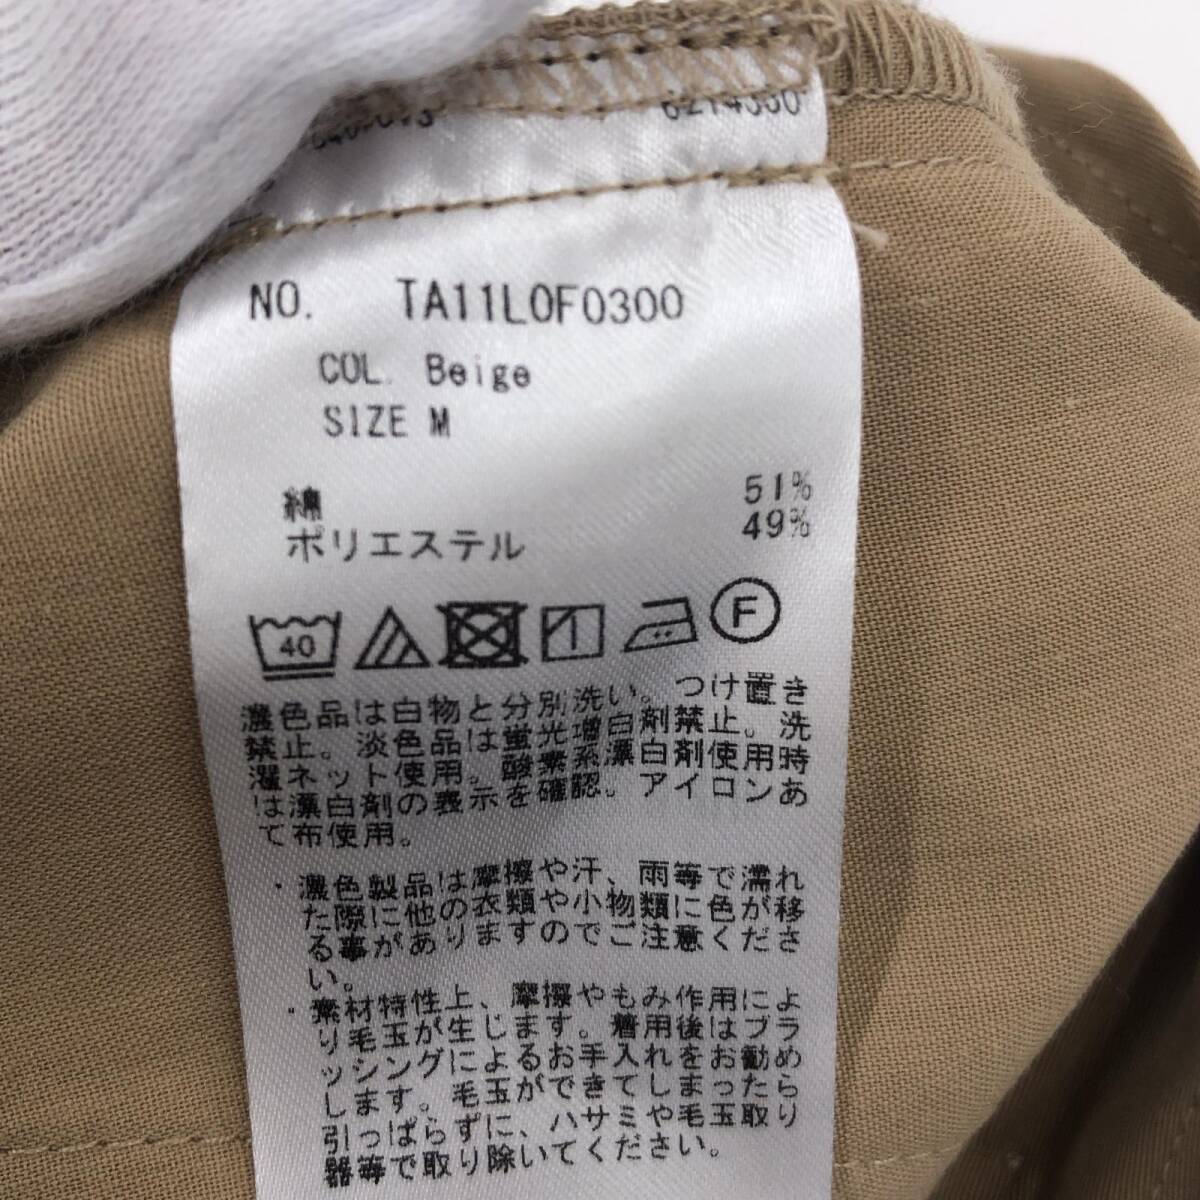 6214330
NO. TA11L0F0300
COL. Beige
SIZE M
綿 51%
ポリエステル 49%
40
F
濃色品は白物と分別洗い。つけ置き
禁止。淡色品は蛍光増白剤禁止。洗
濯ネット使用。酸素系漂白剤使用時
は漂白剤の表示を確認。アイロンあ
て布使用。
・濃色製品は摩擦や汗、雨等で濡れ
た際に他の衣類や小物類に色が移
る事がありますのでご注意くださ
い。
・素材特性上、摩擦やもみ作用によ
り毛玉が生じます。着用後はブラ
ッシングによるお手入れをお勧め
します。毛玉ができてしまったら
引っぱらずに、ハサミや毛玉取り
器等で取り除いてください。